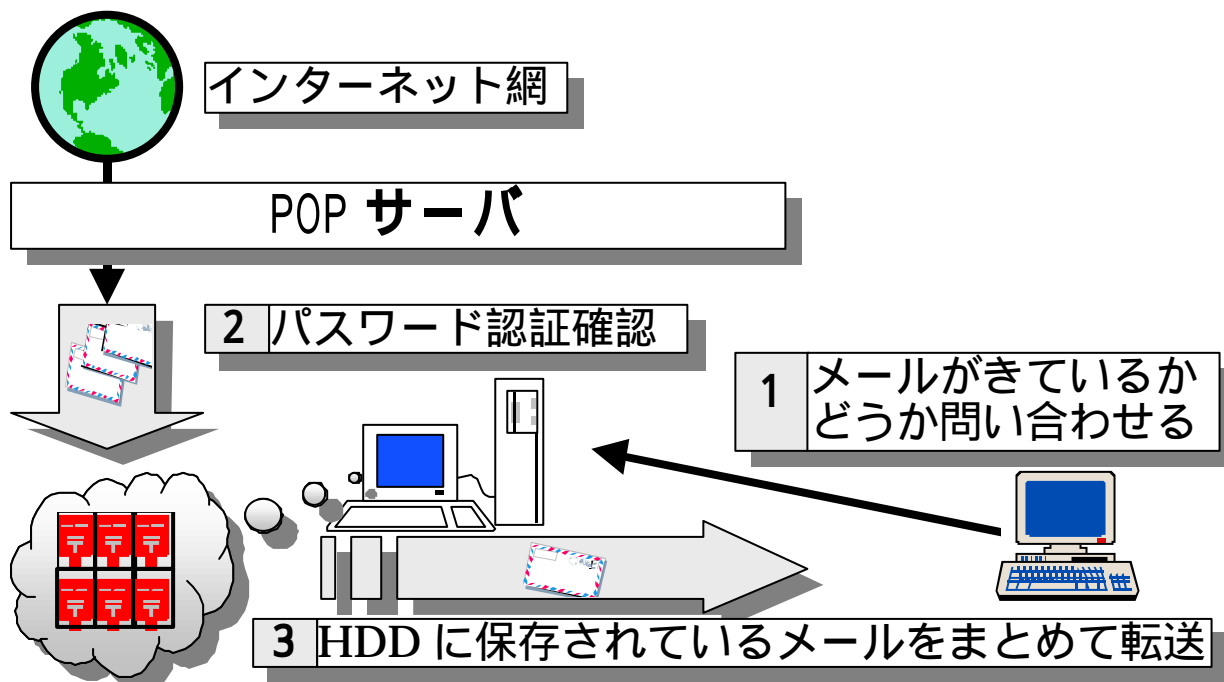 インターネット網
POP サーバ
2 パスワード認証確認
1 メールがきているか
どうか問い合わせる
〒 〒 〒
〒 〒 〒
3 HDD に保存されているメールをまとめて転送